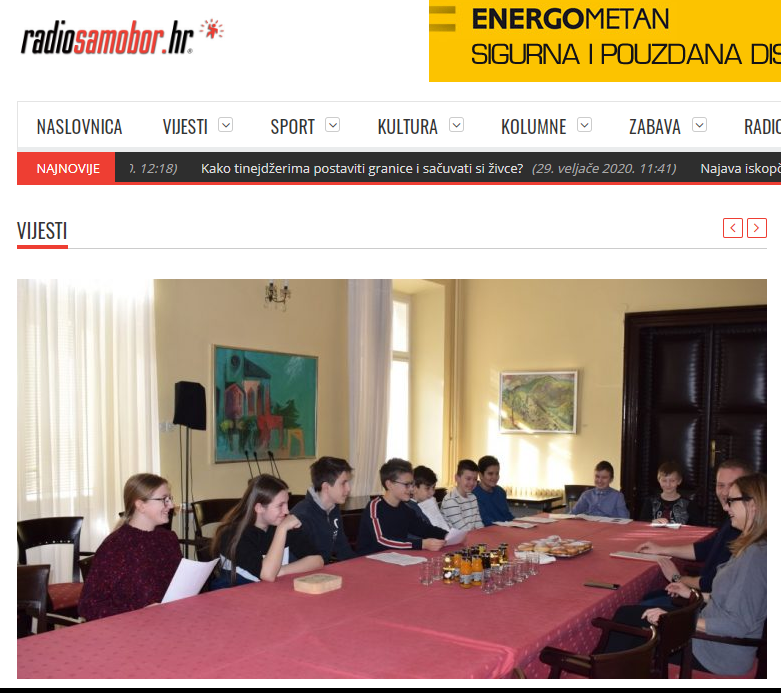 radiosamobor.hr
ENERGOMETAN
SIGURNA I POUZDANA DIS
NASLOVNICA VIJESTI SPORT KULTURA KOLUMNE ZABAVA RADIO
NAJNOVIJE 0. 12:18) Kako tinejdžerima postaviti granice i sačuvati si živce? (29. veljače 2020. 11:41) Najava iskopč
VIJESTI